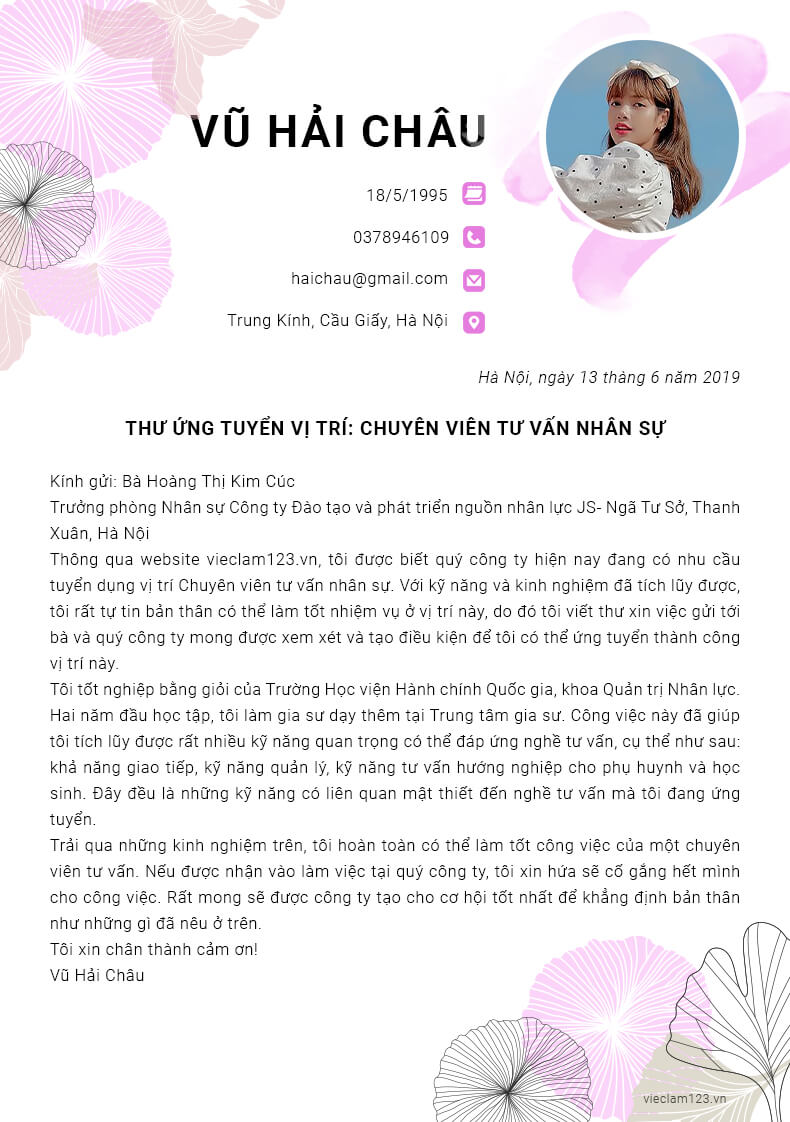 VŨ HẢI CHÂU
18/5/1995
0378946109
haichau@gmail.com
Trung Kính, Cầu Giấy, Hà Nội
Hà Nội, ngày 13 tháng 6 năm 2019
THƯ ỨNG TUYỂN VỊ TRÍ: CHUYÊN VIÊN TƯ VẤN NHÂN SỰ
Kính gửi: Bà Hoàng Thị Kim Cúc
Trưởng phòng Nhân sự Công ty Đào tạo và phát triển nguồn nhân lực JS- Ngã Tư Sở, Thanh
Xuân, Hà Nội
Thông qua website vieclam123.vn, tôi được biết quý công ty hiện nay đang có nhu cầu
tuyển dụng vị trí Chuyên viên tư vấn nhân sự. Với kỹ năng và kinh nghiệm đã tích lũy được,
tôi rất tự tin bản thân có thể làm tốt nhiệm vụ ở vị trí này, do đó tôi viết thư xin việc gửi tới
bà và quý công ty mong được xem xét và tạo điều kiện để tôi có thể ứng tuyển thành công
vị trí này.
Tôi tốt nghiệp bằng giỏi của Trường Học viện Hành chính Quốc gia, khoa Quản trị Nhân lực.
Hai năm đầu học tập, tôi làm gia sư dạy thêm tại Trung tâm gia sư. Công việc này đã giúp
tôi tích lũy được rất nhiều kỹ năng quan trọng có thể đáp ứng nghề tư vấn, cụ thể như sau:
khả năng giao tiếp, kỹ năng quản lý, kỹ năng tư vấn hướng nghiệp cho phụ huynh và học
sinh. Đây đều là những kỹ năng có liên quan mật thiết đến nghề tư vấn mà tôi đang ứng
tuyển.
Trải qua những kinh nghiệm trên, tôi hoàn toàn có thể làm tốt công việc của một chuyên
viên tư vấn. Nếu được nhận vào làm việc tại quý công ty, tôi xin hứa sẽ cố gắng hết mình
cho công việc. Rất mong sẽ được công ty tạo cho cơ hội tốt nhất để khẳng định bản thân
như những gì đã nêu ở trên.
Tôi xin chân thành cảm ơn!
Vũ Hải Châu
vieclam123.vn